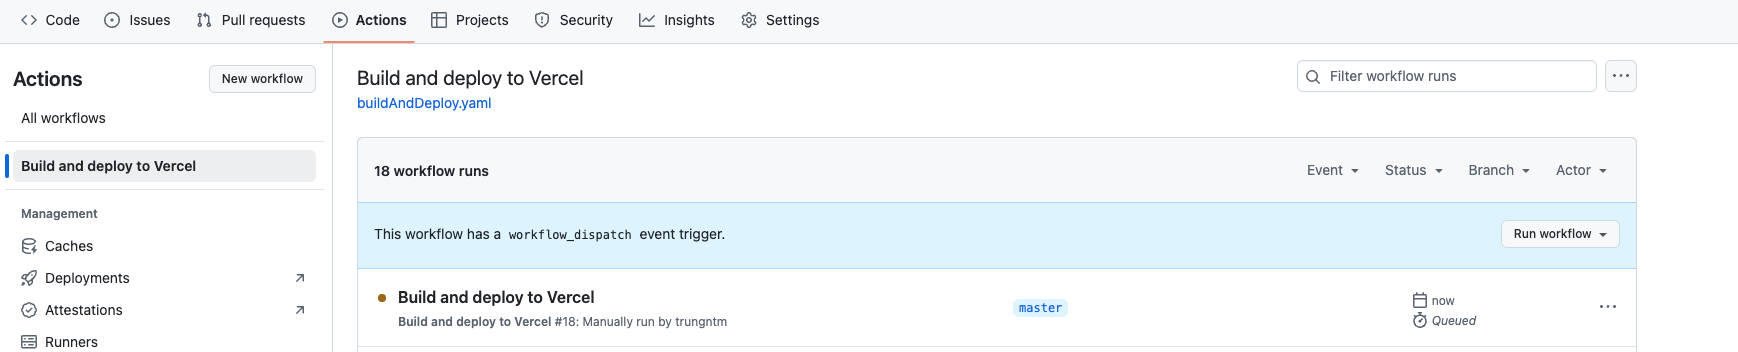 Code Issues Pull requests Actions Projects Security Insights Settings
Actions
New workflow
All workflows
Build and deploy to Vercel
Management
Caches
Deployments
Attestations
Runners
Build and deploy to Vercel
buildAndDeploy.yaml
Filter workflow runs
18 workflow runs
Event Status Branch Actor
This workflow has a workflow_dispatch event trigger.
Run workflow
Build and deploy to Vercel
Build and deploy to Vercel #18: Manually run by trungntm
master
now
Queued